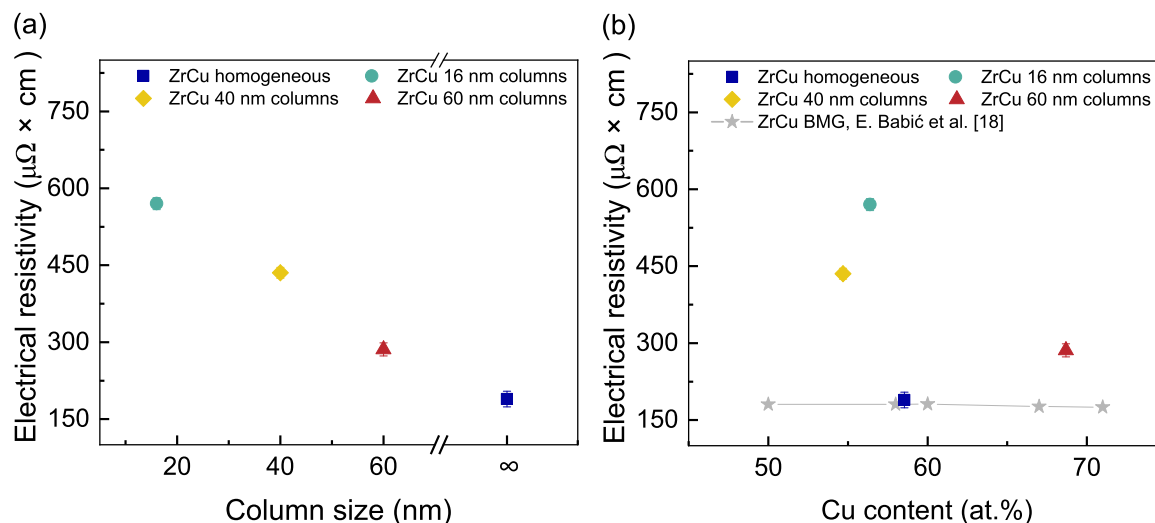 (a)
Electrical resistivity (μΩ × cm)
ZrCu homogeneous
ZrCu 16 nm columns
ZrCu 40 nm columns
ZrCu 60 nm columns
750
600
450
300
150
20
40
60
∞
Column size (nm)
(b)
Electrical resistivity (μΩ × cm)
ZrCu homogeneous
ZrCu 16 nm columns
ZrCu 40 nm columns
ZrCu 60 nm columns
ZrCu BMG, E. Babić et al. [18]
750
600
450
300
150
50
60
70
Cu content (at.%)